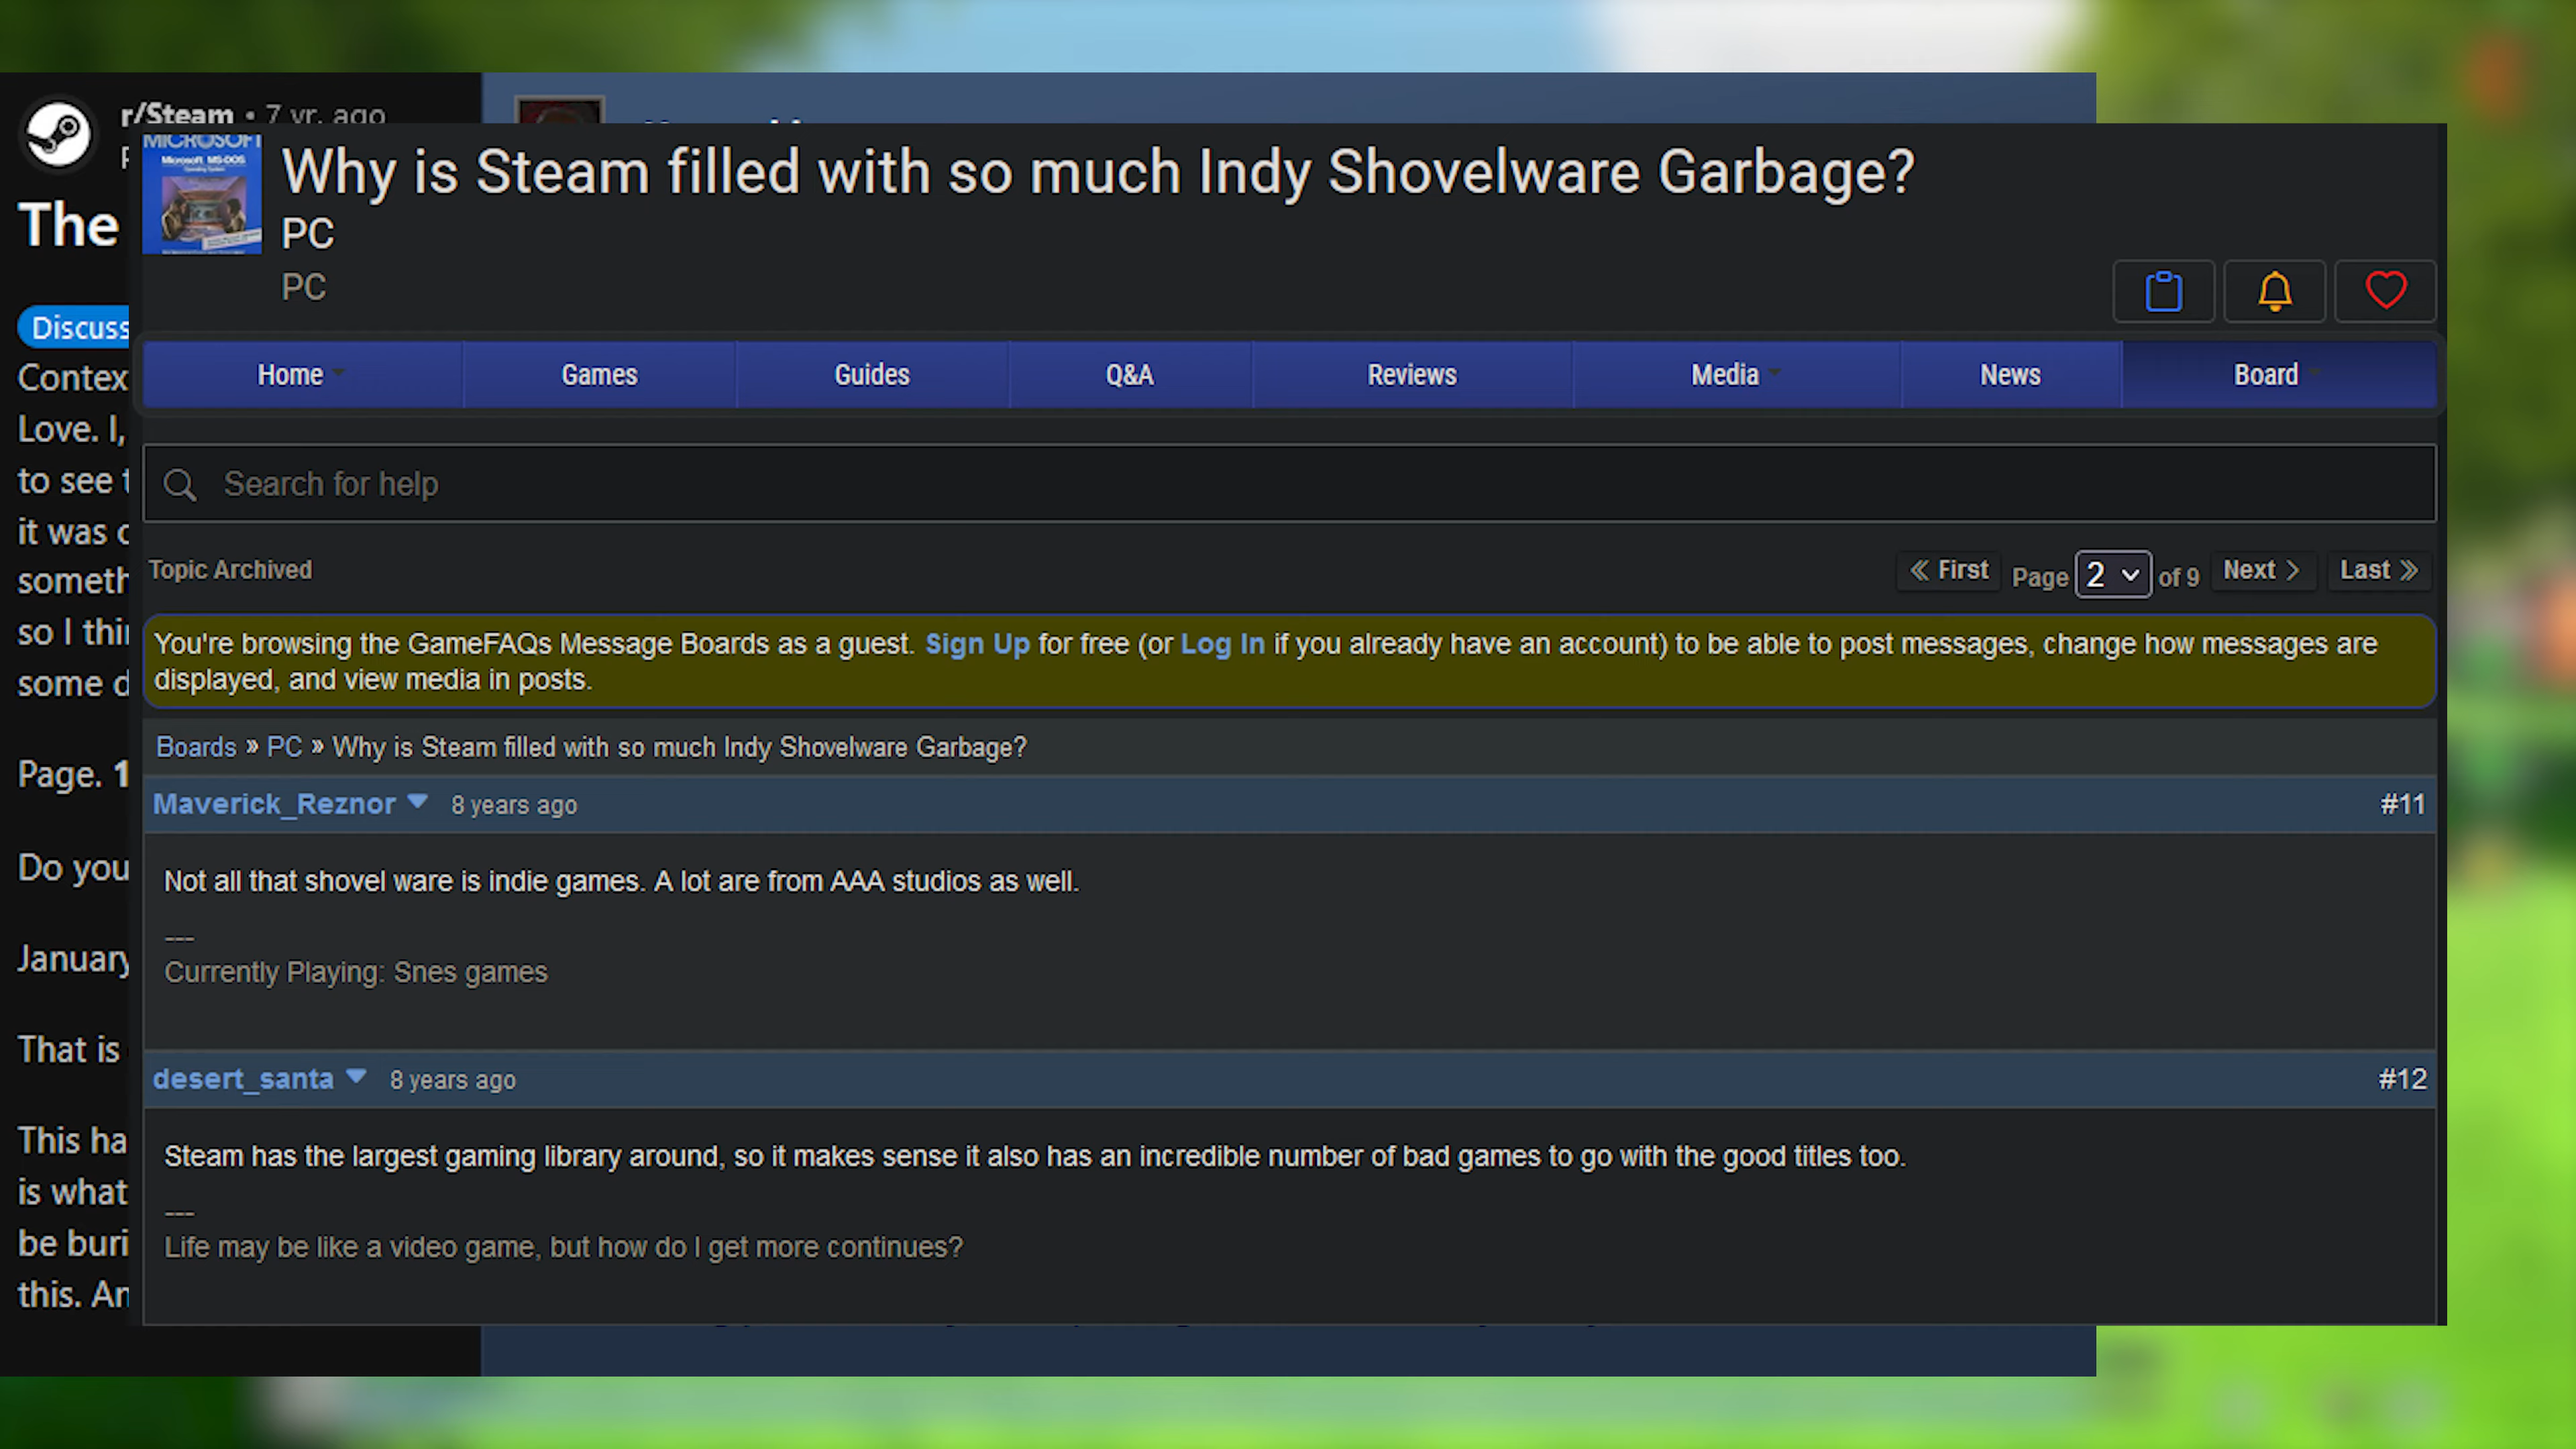 r/Steam • 7 yr. ago
The
Discuss
Contex
Love. I,
to see t
it was
someth
so I thi
some d
Page. 1
Do you
January
That is
This ha
is what
be buri
this. An
MICROSOFT
Microsoft MS-DOS
Operating System
Why is Steam filled with so much Indy Shovelware Garbage?
PC
PC
Home Games Guides Q&A Reviews Media News Board
Search for help
Topic Archived
First Page 2 of 9 Next Last
You're browsing the GameFAQs Message Boards as a guest. Sign Up for free (or Log In if you already have an account) to be able to post messages, change how messages are
displayed, and view media in posts.
Boards » PC » Why is Steam filled with so much Indy Shovelware Garbage?
Maverick_Reznor 8 years ago #11
Not all that shovel ware is indie games. A lot are from AAA studios as well.
---
Currently Playing: Snes games
desert_santa 8 years ago #12
Steam has the largest gaming library around, so it makes sense it also has an incredible number of bad games to go with the good titles too.
---
Life may be like a video game, but how do I get more continues?